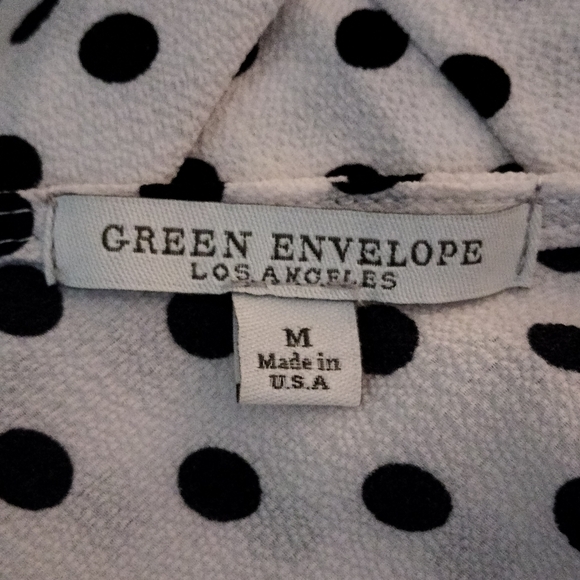 GREEN ENVELOPE
LOS ANGELES
M
Made in
U.S.A